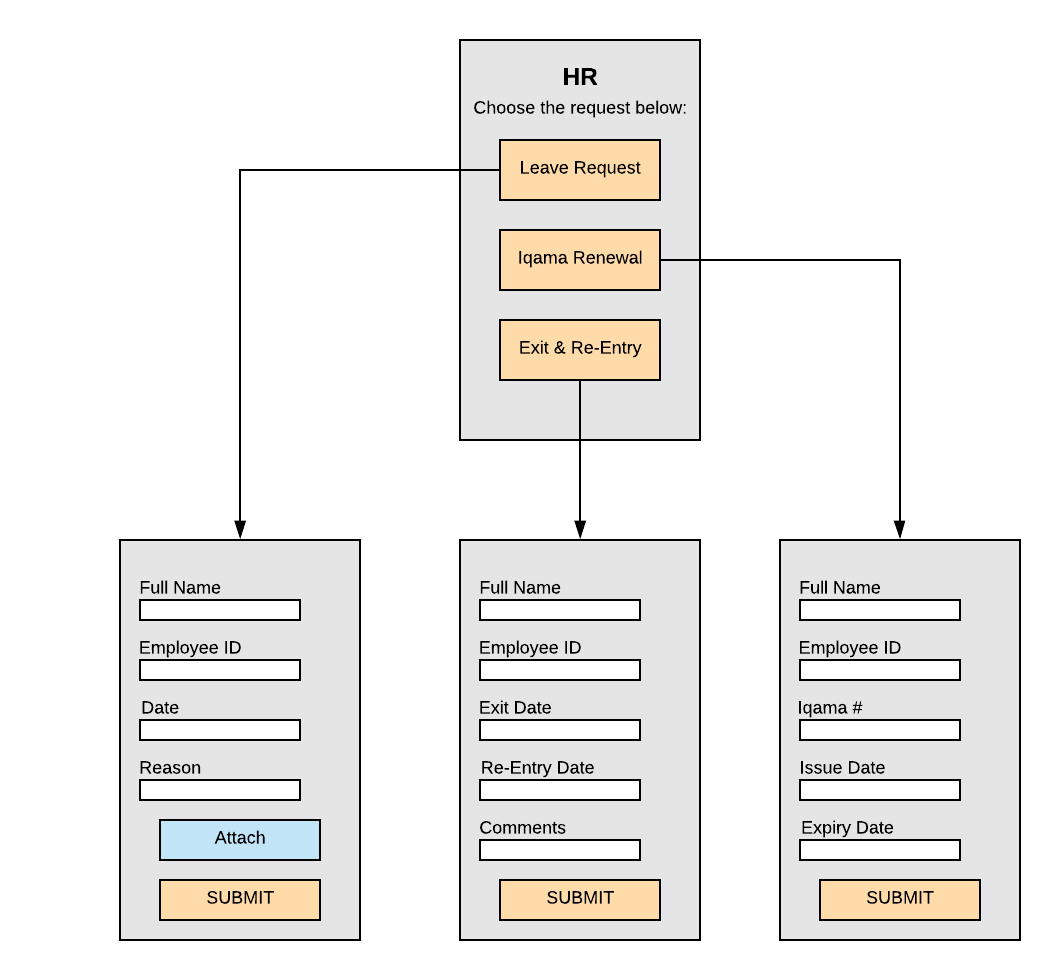 HR
Choose the request below:
Leave Request
Iqama Renewal
Exit & Re-Entry
Full Name
Employee ID
Date
Reason
Attach
SUBMIT
Full Name
Employee ID
Exit Date
Re-Entry Date
Comments
SUBMIT
Full Name
Employee ID
Iqama #
Issue Date
Expiry Date
SUBMIT